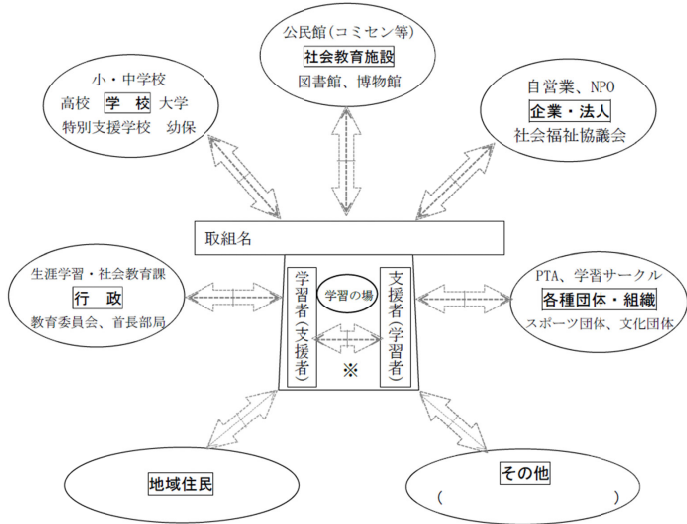 公民館(コミセン等)
社会教育施設
図書館、博物館
小・中学校
高校 学校 大学
特別支援学校 幼保
自営業、NPO
企業・法人
社会福祉協議会
取組名
生涯学習・社会教育課
行政
教育委員会、首長部局
学習者(支援者)
学習の場
※
支援者(学習者)
PTA、学習サークル
各種団体・組織
スポーツ団体、文化団体
地域住民
その他
( )